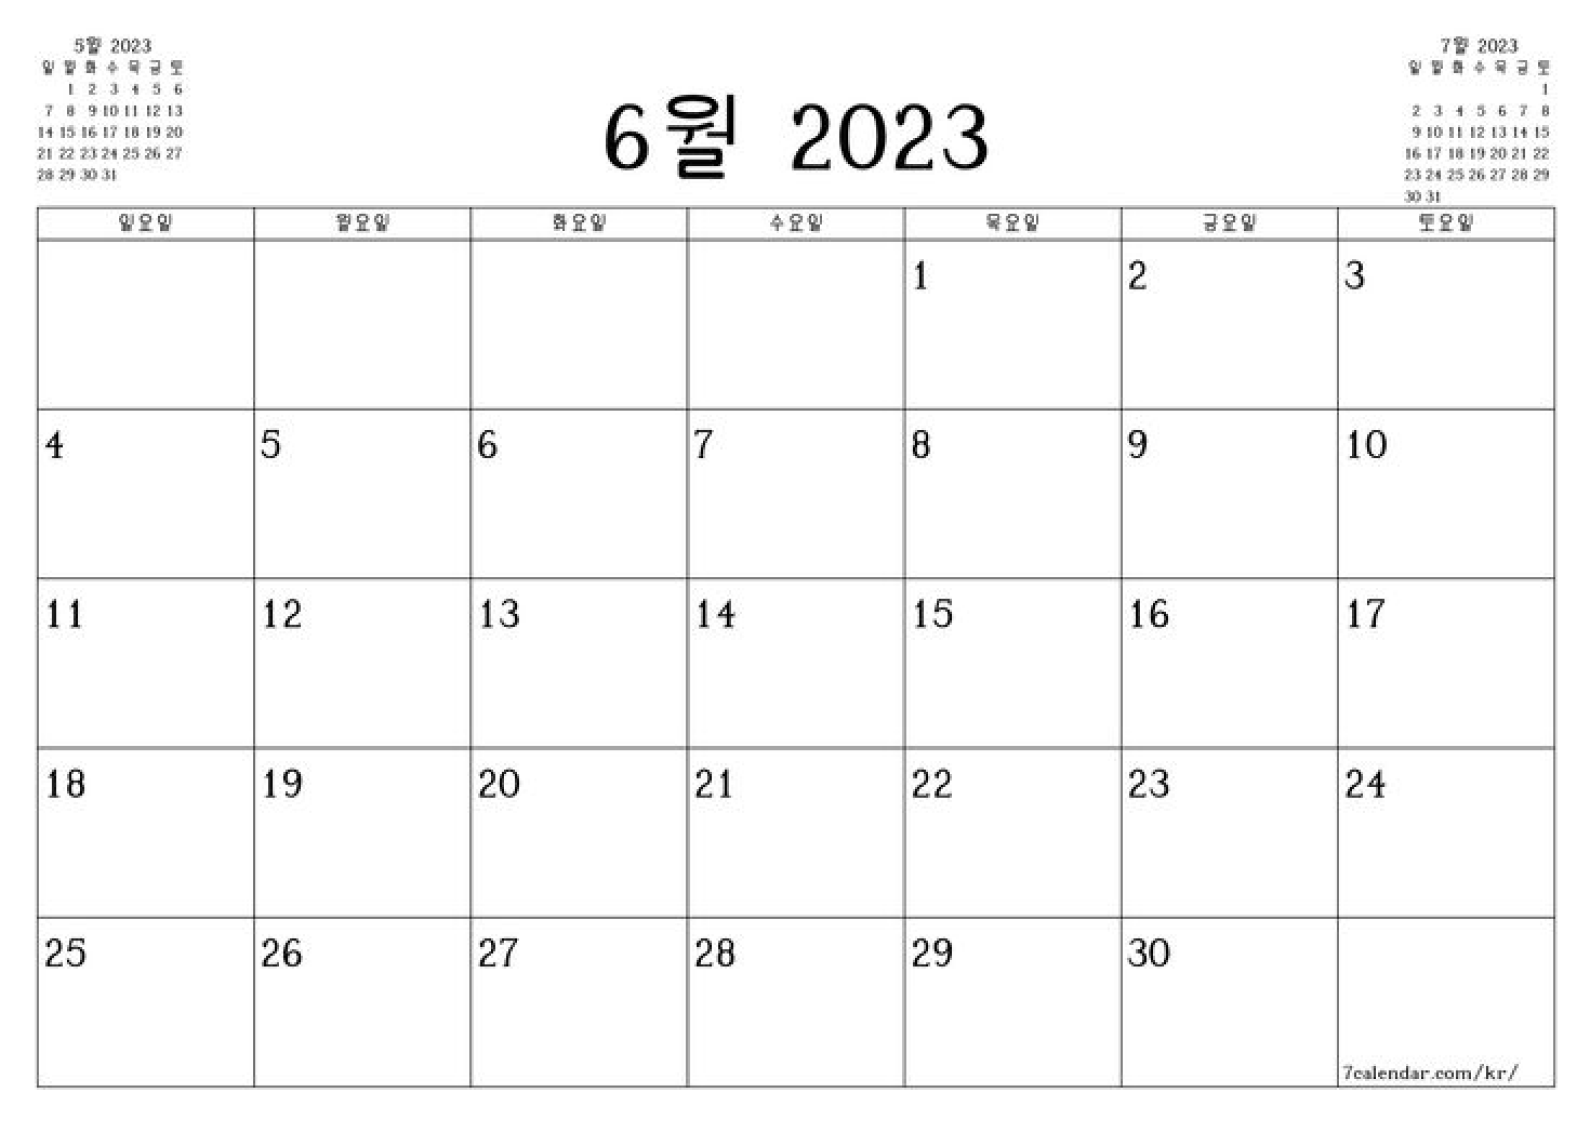 5월 2023
일 월 화 수 목 금 토
1 2 3 4 5 6
7 8 9 10 11 12 13
14 15 16 17 18 19 20
21 22 23 24 25 26 27
28 29 30 31
6월 2023
7월 2023
일 월 화 수 목 금 토
1
2 3 4 5 6 7 8
9 10 11 12 13 14 15
16 17 18 19 20 21 22
23 24 25 26 27 28 29
30 31
일요일 월요일 화요일 수요일 목요일 금요일 토요일
1 2 3
4 5 6 7 8 9 10
11 12 13 14 15 16 17
18 19 20 21 22 23 24
25 26 27 28 29 30
7calendar.com/kr/